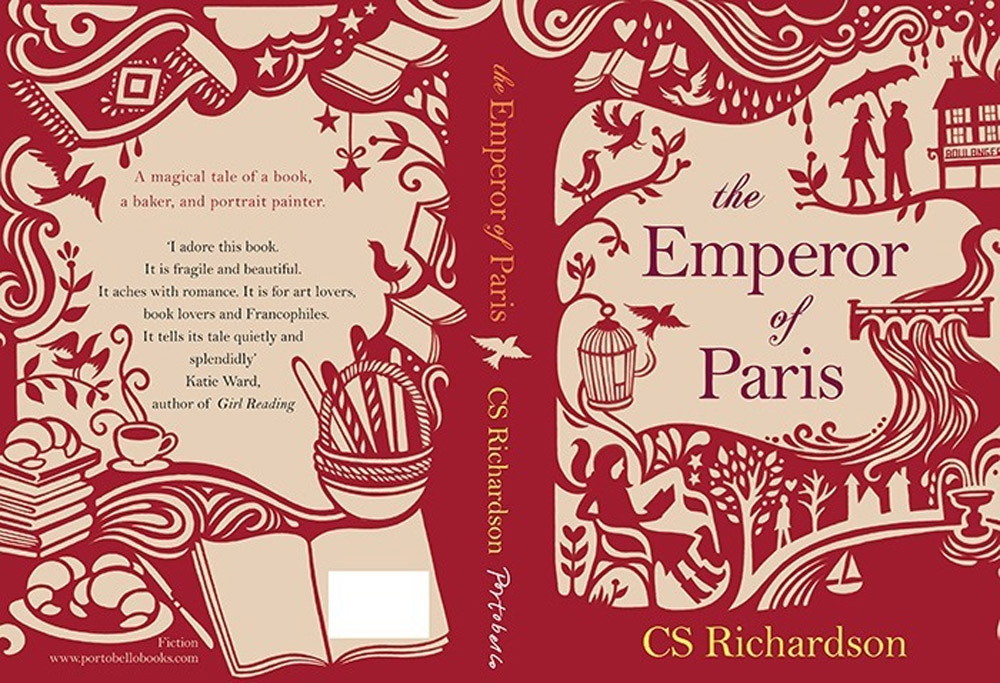 A magical tale of a book,
a baker, and portrait painter.
‘I adore this book.
It is fragile and beautiful.
It aches with romance. It is for art lovers,
book lovers and Francophiles.
It tells its tale quietly and
splendidly’
Katie Ward,
author of Girl Reading
Fiction
www.portobellobooks.com
the Emperor of Paris CS Richardson Portobello
BOULANGER
the
Emperor
of
Paris
CS Richardson